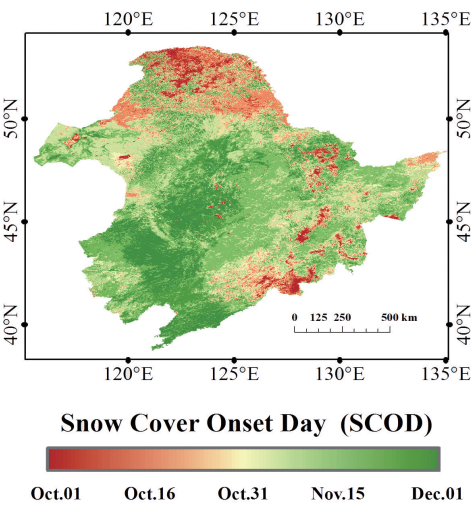 120°E 125°E 130°E 135°E
50°N 50°N
45°N 45°N
40°N 40°N
0 125 250 500 km
120°E 125°E 130°E 135°E
Snow Cover Onset Day (SCOD)
Oct.01 Oct.16 Oct.31 Nov.15 Dec.01